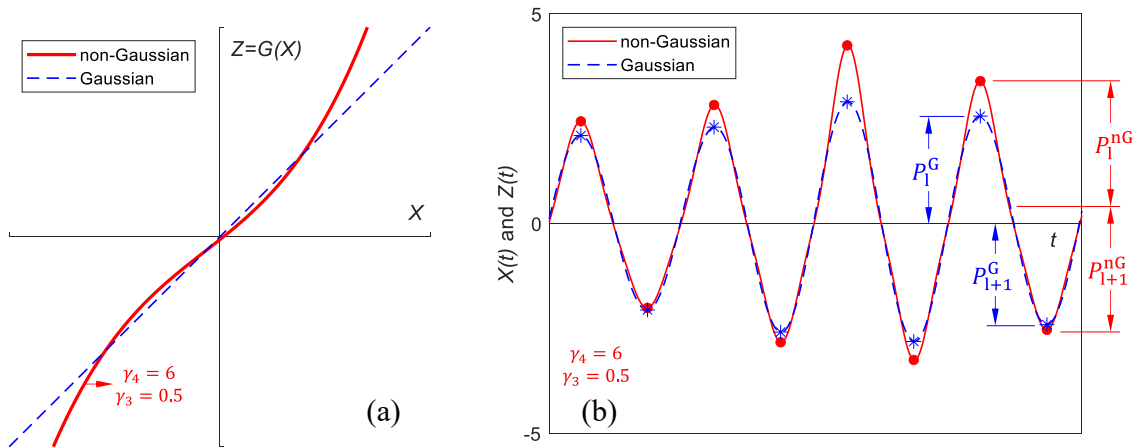 non-Gaussian
Gaussian
Z=G(X)
X
γ₄ = 6
γ₃ = 0.5
(a)
5
0
-5
X(t) and Z(t)
non-Gaussian
Gaussian
P_l^G
P_l^nG
t
P_l+1^G
P_l+1^nG
γ₄ = 6
γ₃ = 0.5
(b)